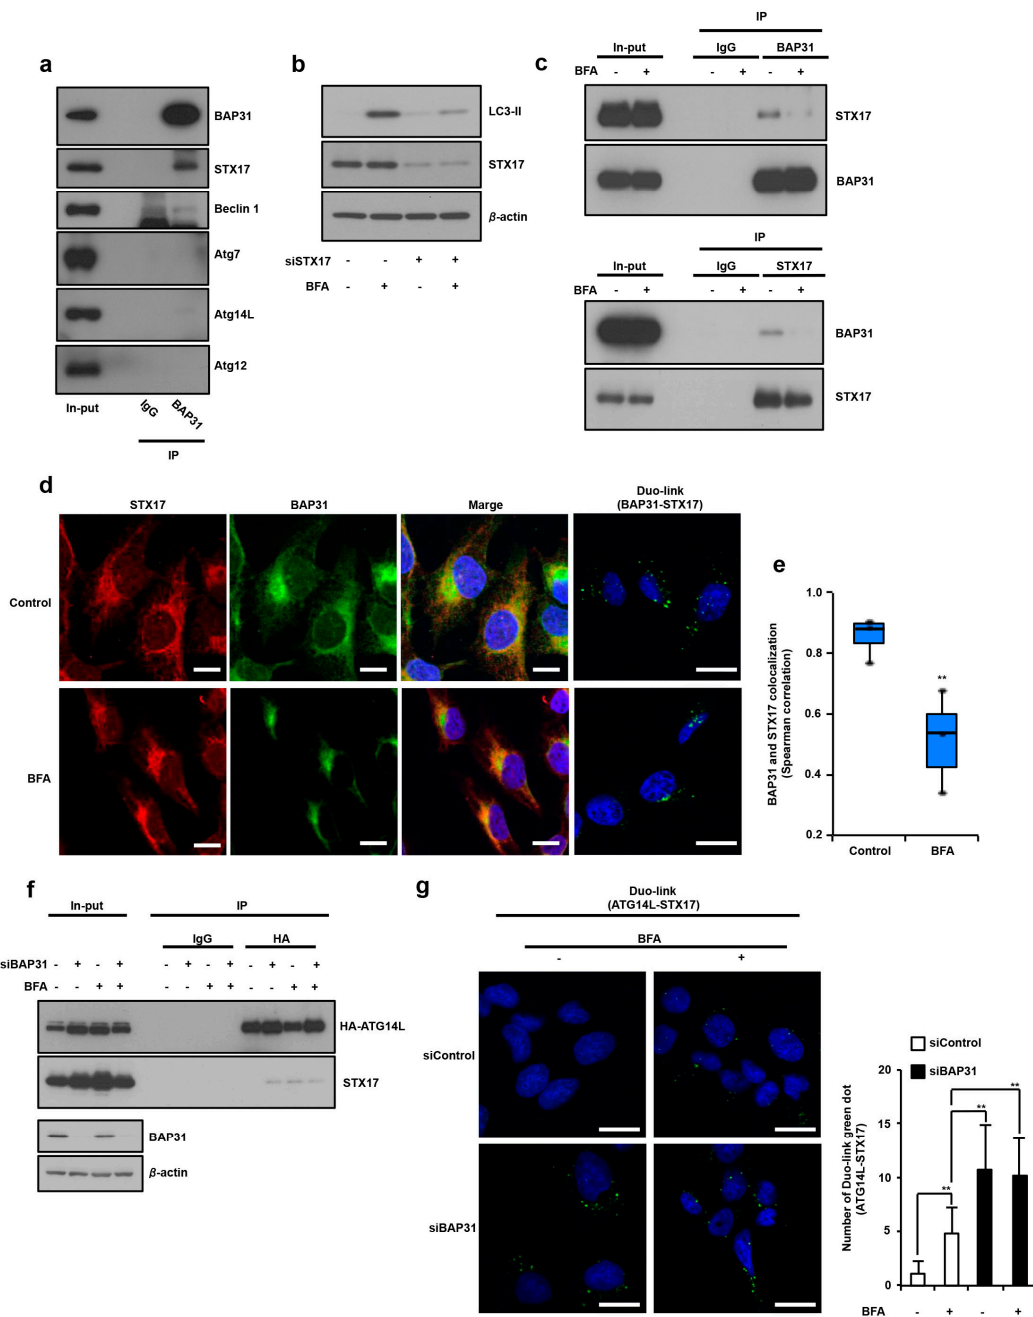 a
BAP31
STX17
Beclin 1
Atg7
Atg14L
Atg12
In-put
IgG
BAP31
IP
b
LC3-II
STX17
β-actin
siSTX17 - - + +
BFA - + - +
c
IP
In-put IgG BAP31
BFA - + - + - +
STX17
BAP31
IP
In-put IgG STX17
BFA - + - + - +
BAP31
STX17
d
STX17 BAP31 Marge Duo-link
(BAP31-STX17)
Control
BFA
e
BAP31 and STX17 colocalization
(Spearman correlation)
1.0
0.8
0.6
0.4
0.2
**
Control BFA
f
In-put IP
IgG HA
siBAP31 - + - + - + - + - + - +
BFA - - + + - - + + - - + +
HA-ATG14L
STX17
BAP31
β-actin
g
Duo-link
(ATG14L-STX17)
BFA
- +
siControl
siBAP31
siControl
siBAP31
Number of Duo-link green dot
(ATG14L-STX17)
20
15
10
5
0
**
**
**
BFA - + - +